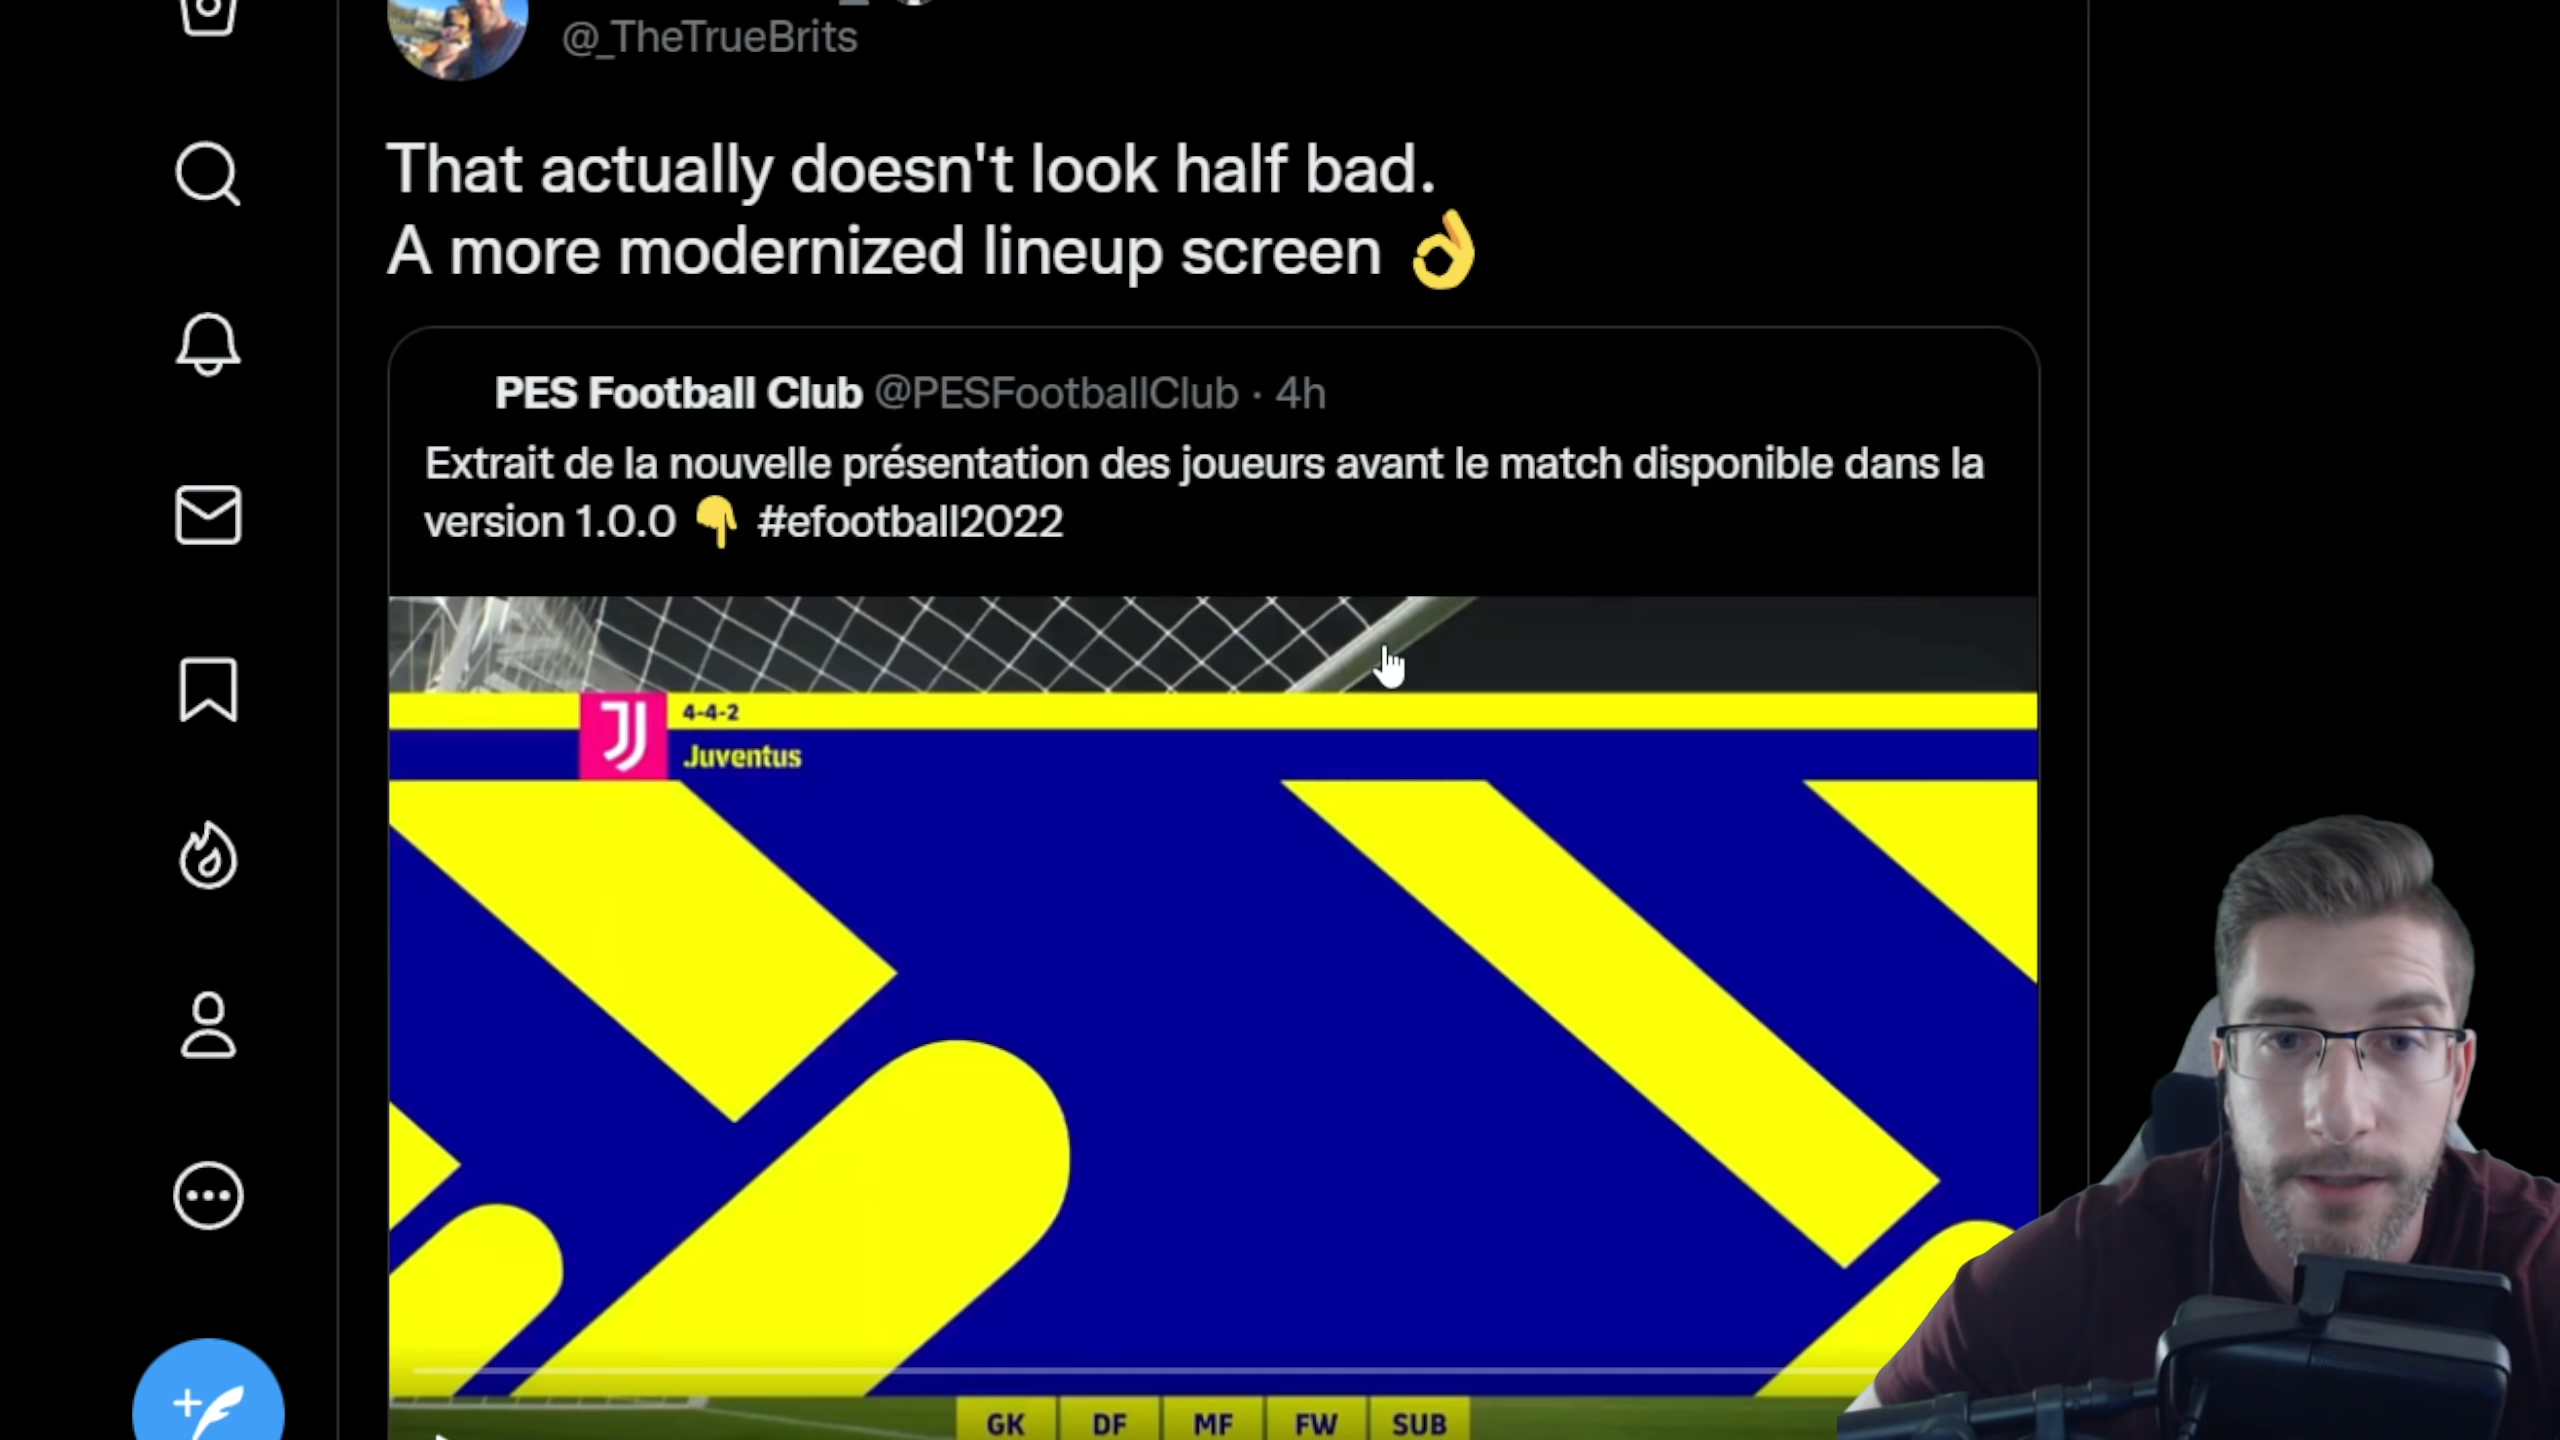 @_TheTrueBrits
That actually doesn't look half bad.
A more modernized lineup screen 👌
PES Football Club @PESFootballClub · 4h
Extrait de la nouvelle présentation des joueurs avant le match disponible dans la
version 1.0.0 👇 #efootball2022
4-4-2
Juventus
GK DF MF FW SUB